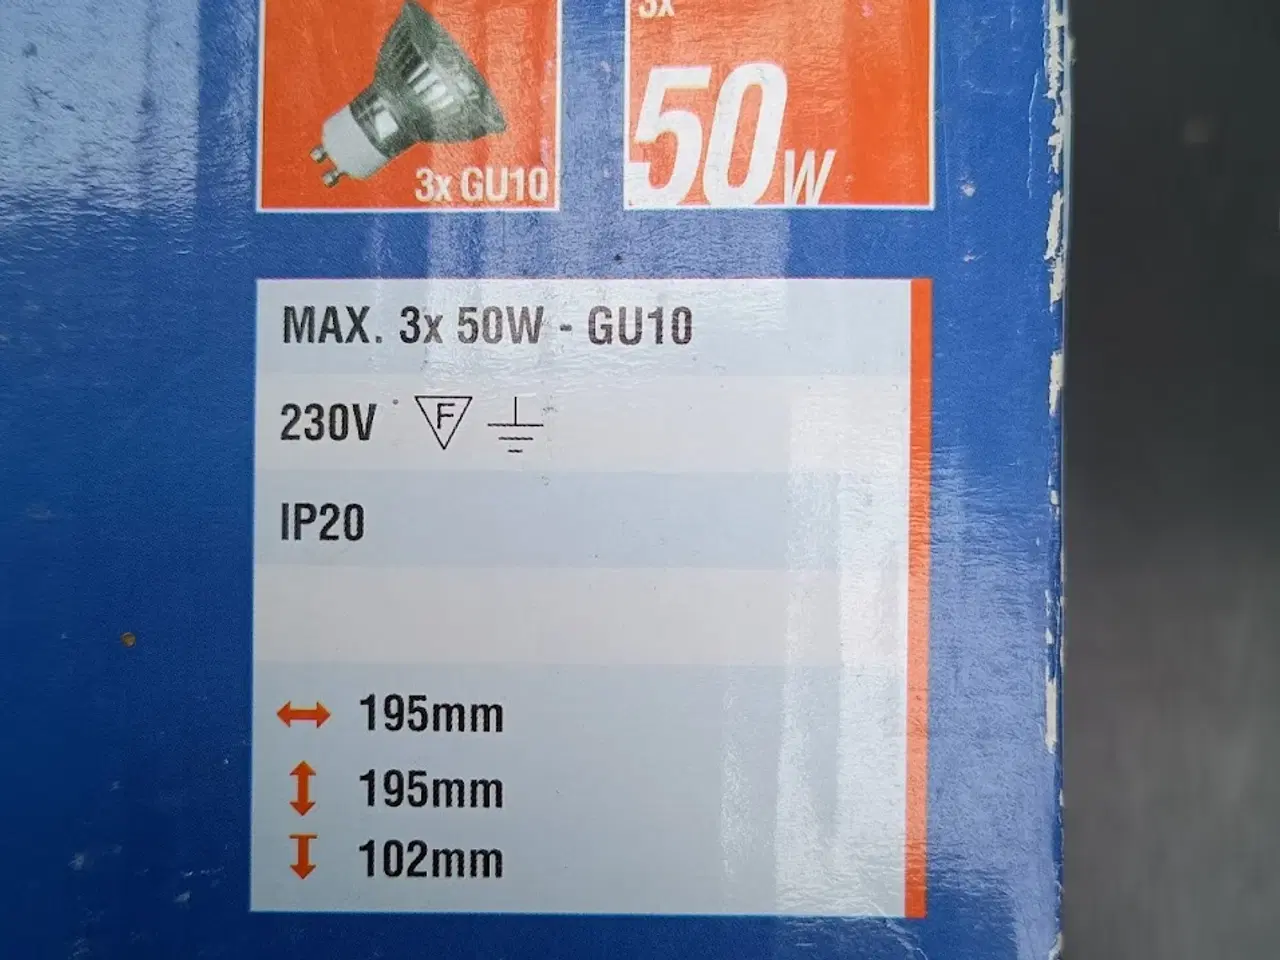 3x GU10
3x
50W
MAX. 3x 50W - GU10
230V F
IP20
195mm
195mm
102mm